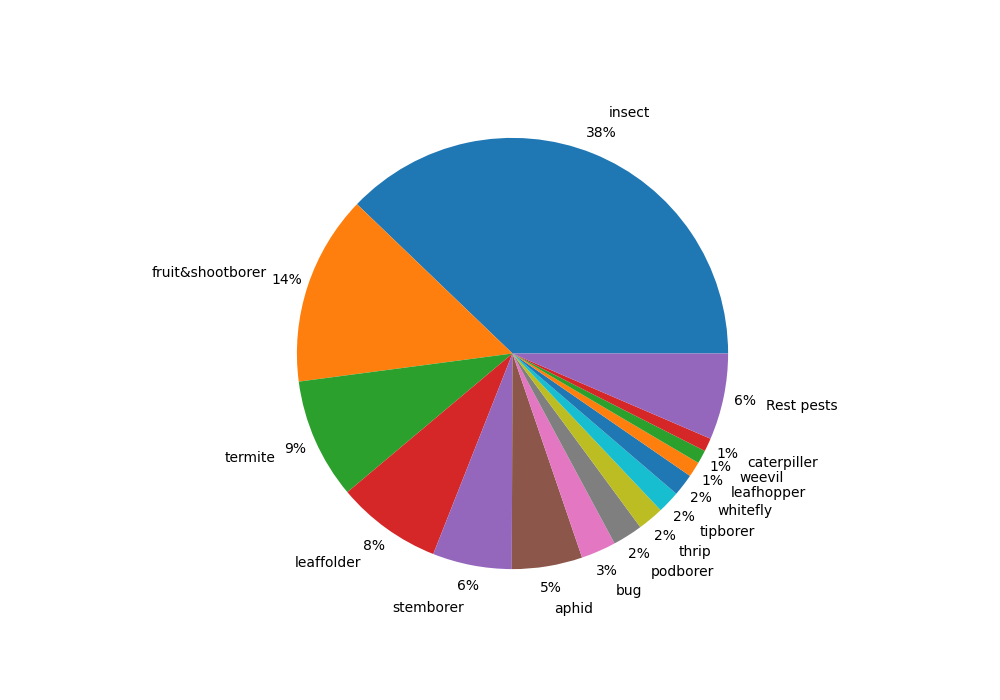 insect
38%
fruit&shootborer
14%
termite
9%
leaffolder
8%
stemborer
6%
aphid
5%
bug
3%
podborer
2%
thrip
2%
tipborer
2%
whitefly
2%
leafhopper
1%
weevil
1%
caterpiller
1%
Rest pests
6%